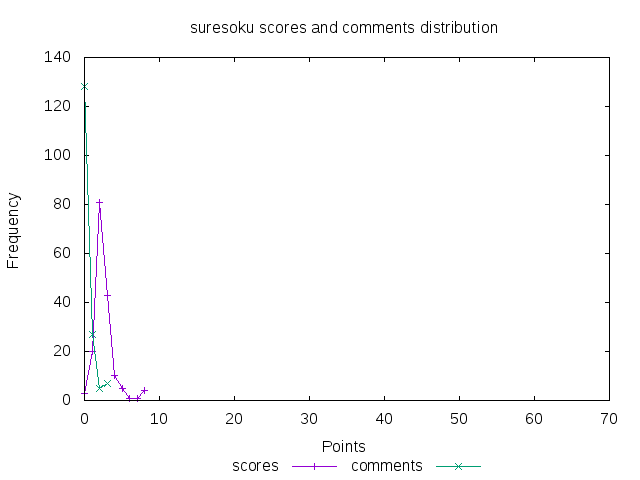 suresoku scores and comments distribution
140
120
100
80
60
40
20
0
Frequency
0 10 20 30 40 50 60 70
Points
scores comments